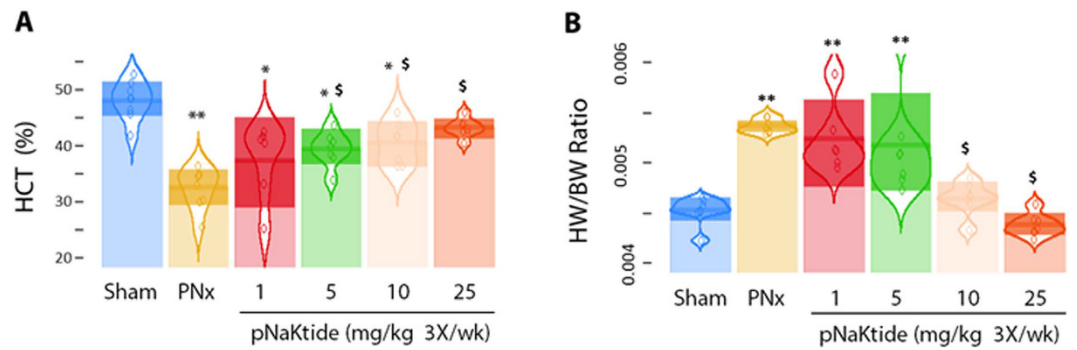 A
HCT (%)
50
40
30
20
**
*
* $
* $
$
Sham PNx 1 5 10 25
pNaKtide (mg/kg 3X/wk)
B
HW/BW Ratio
0.006
0.005
0.004
**
**
**
$
$
Sham PNx 1 5 10 25
pNaKtide (mg/kg 3X/wk)